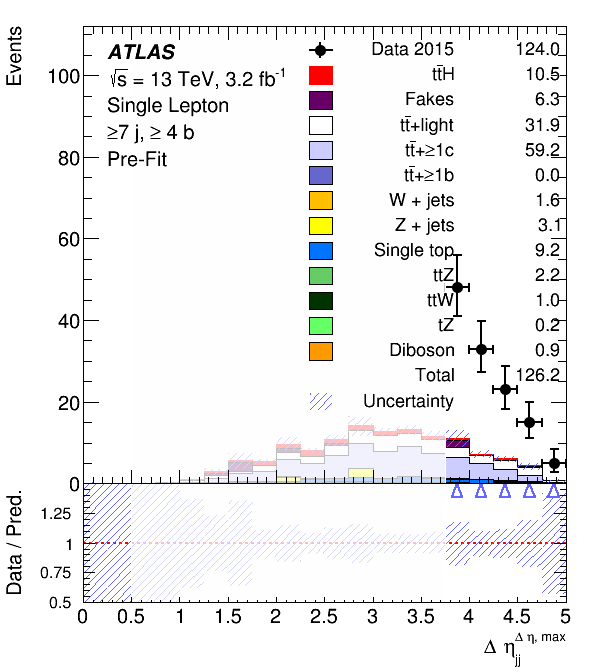 Events
ATLAS
√s = 13 TeV, 3.2 fb⁻¹
Single Lepton
≥7 j, ≥ 4 b
Pre-Fit
Data 2015 124.0
tt̄H 10.5
Fakes 6.3
tt̄+light 31.9
tt̄+≥1c 59.2
tt̄+≥1b 0.0
W + jets 1.6
Z + jets 3.1
Single top 9.2
ttZ 2.2
ttW 1.0
tZ 0.2
Diboson 0.9
Total 126.2
Uncertainty
100
80
60
40
20
0
Data / Pred.
1.25
1
0.75
0.5
0 0.5 1 1.5 2 2.5 3 3.5 4 4.5 5
Δ η_jj^{Δ η, max}